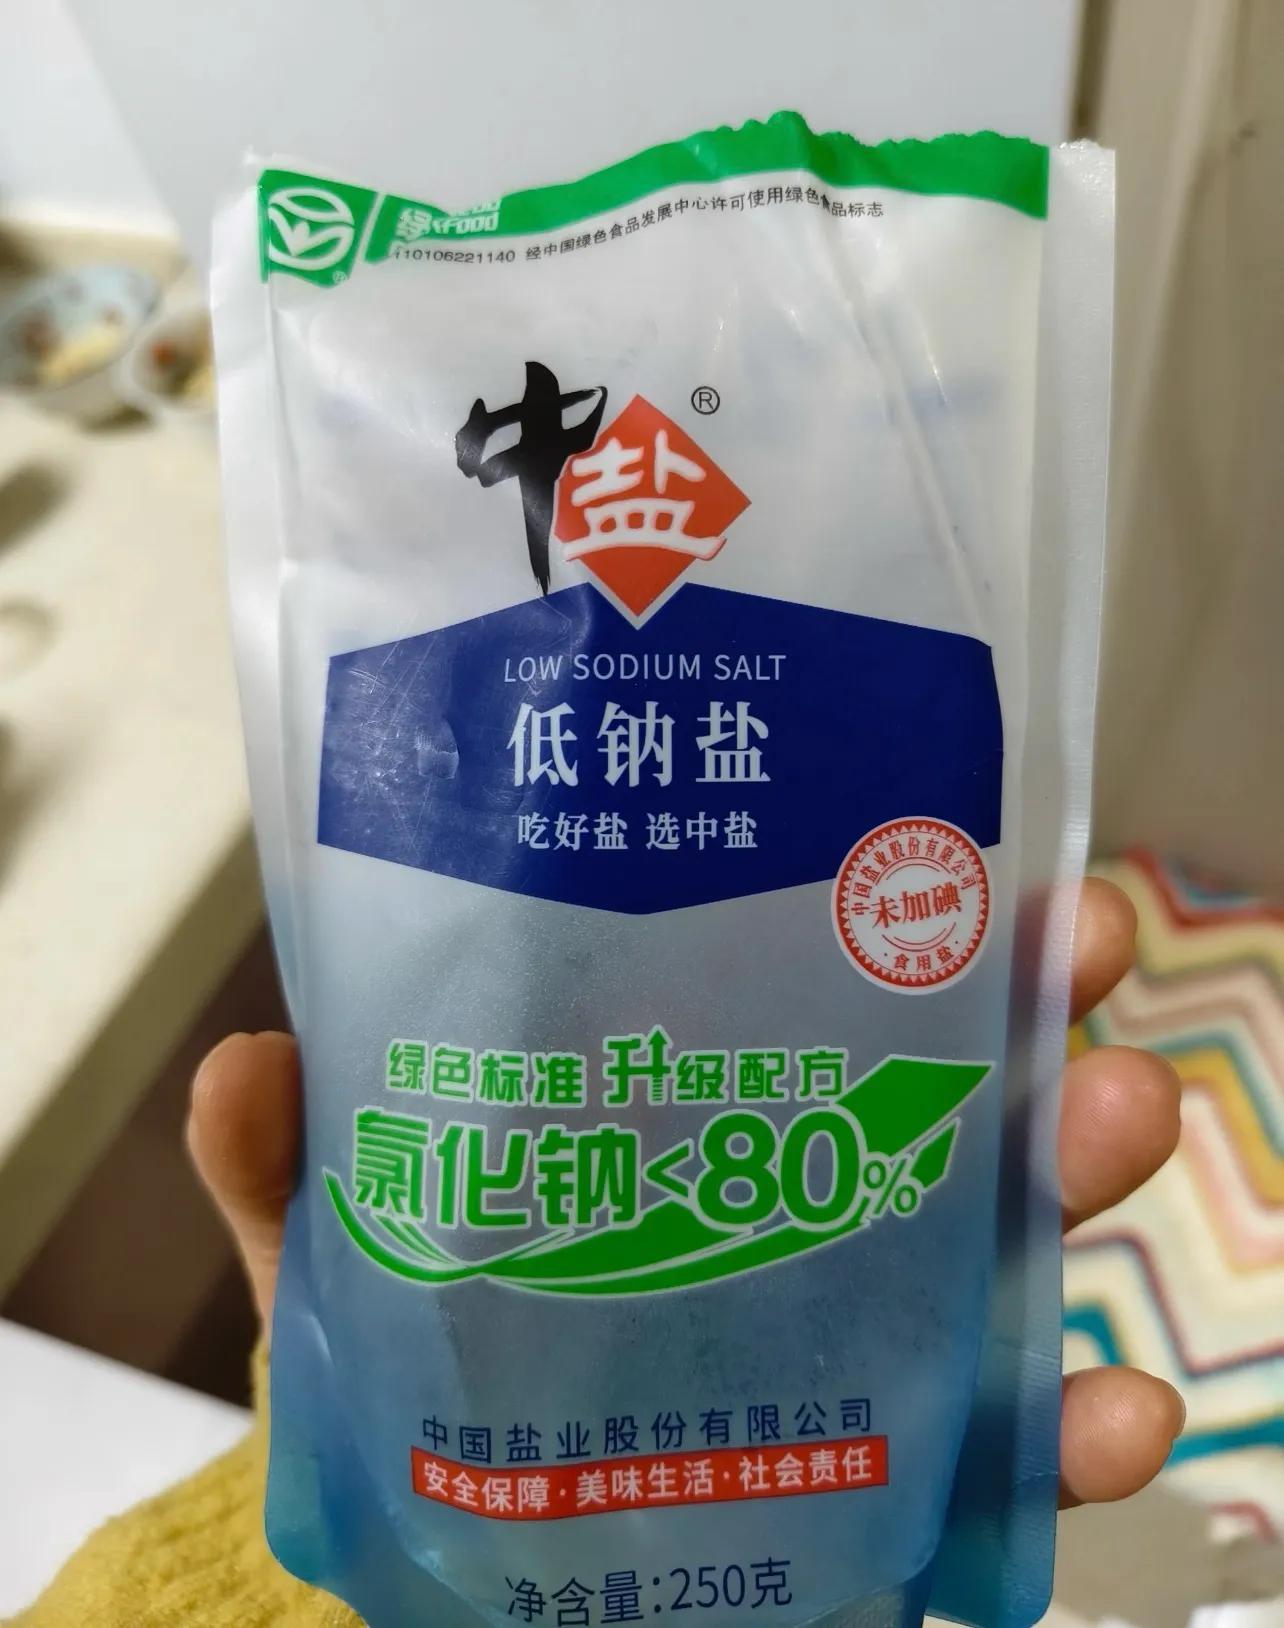 Food
110106221140 经中国绿色食品发展中心许可使用绿色食品标志
中盐®
LOW SODIUM SALT
低钠盐
吃好盐 选中盐
中国盐业股份有限公司
未加碘
·食用盐·
绿色标准 升级配方
氯化钠<80%
中国盐业股份有限公司
安全保障·美味生活·社会责任
净含量:250克